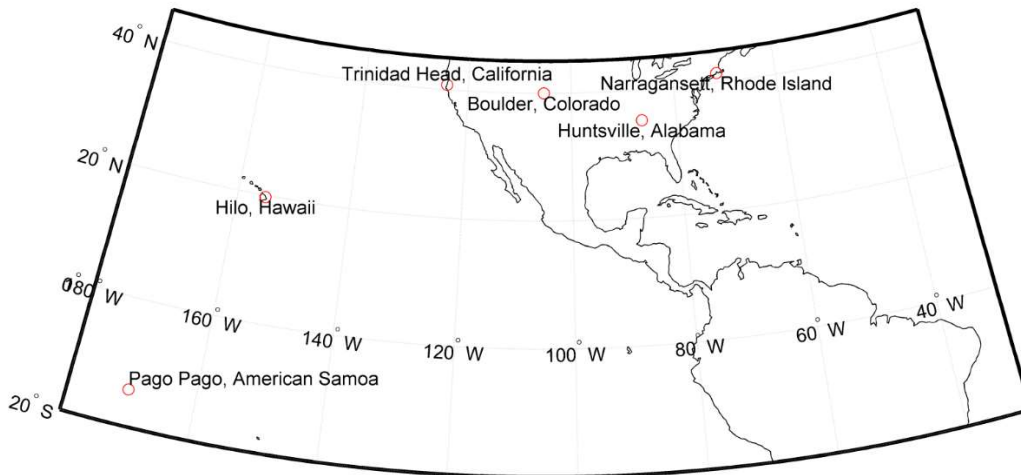 40° N
Trinidad Head, California
Narragansett, Rhode Island
Boulder, Colorado
Huntsville, Alabama
20° N
Hilo, Hawaii
0°
180° W
160° W
140° W
120° W
100° W
80° W
60° W
40° W
Pago Pago, American Samoa
20° S